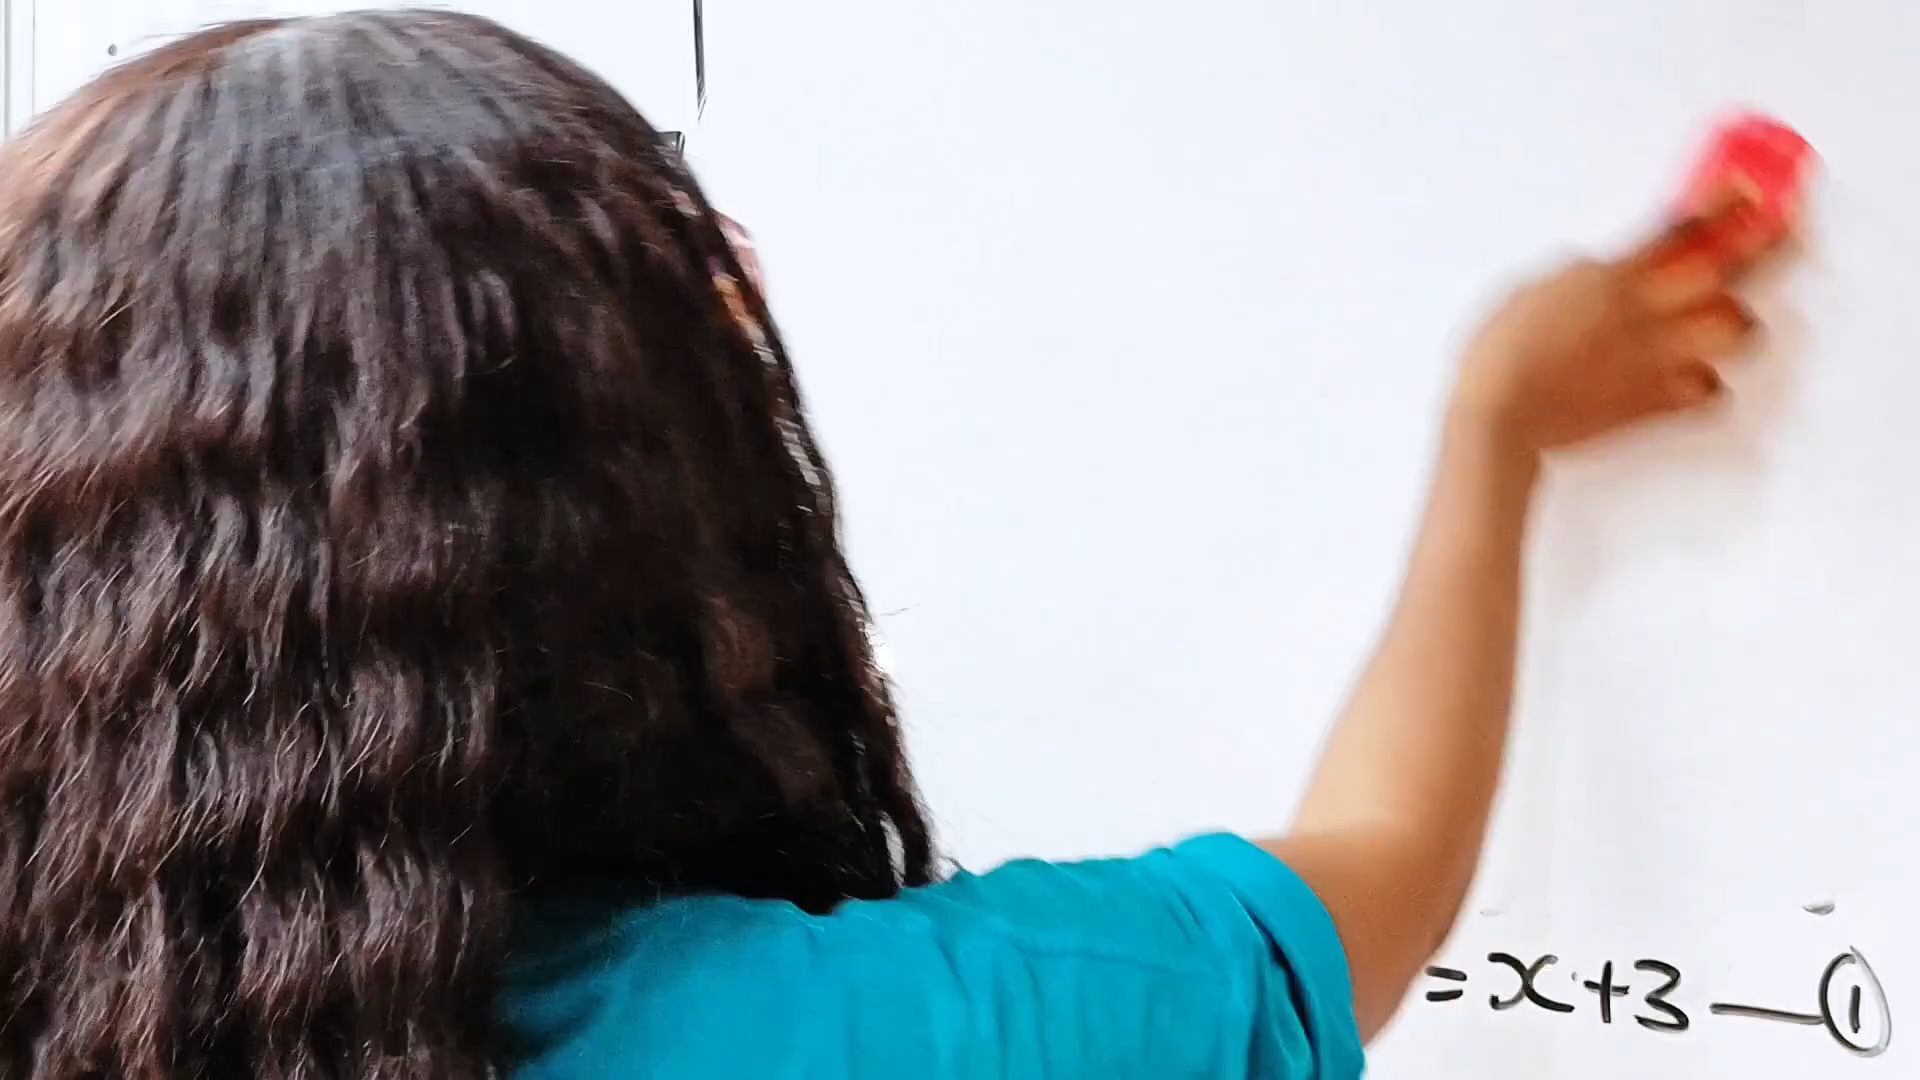 = x + 3 — ①